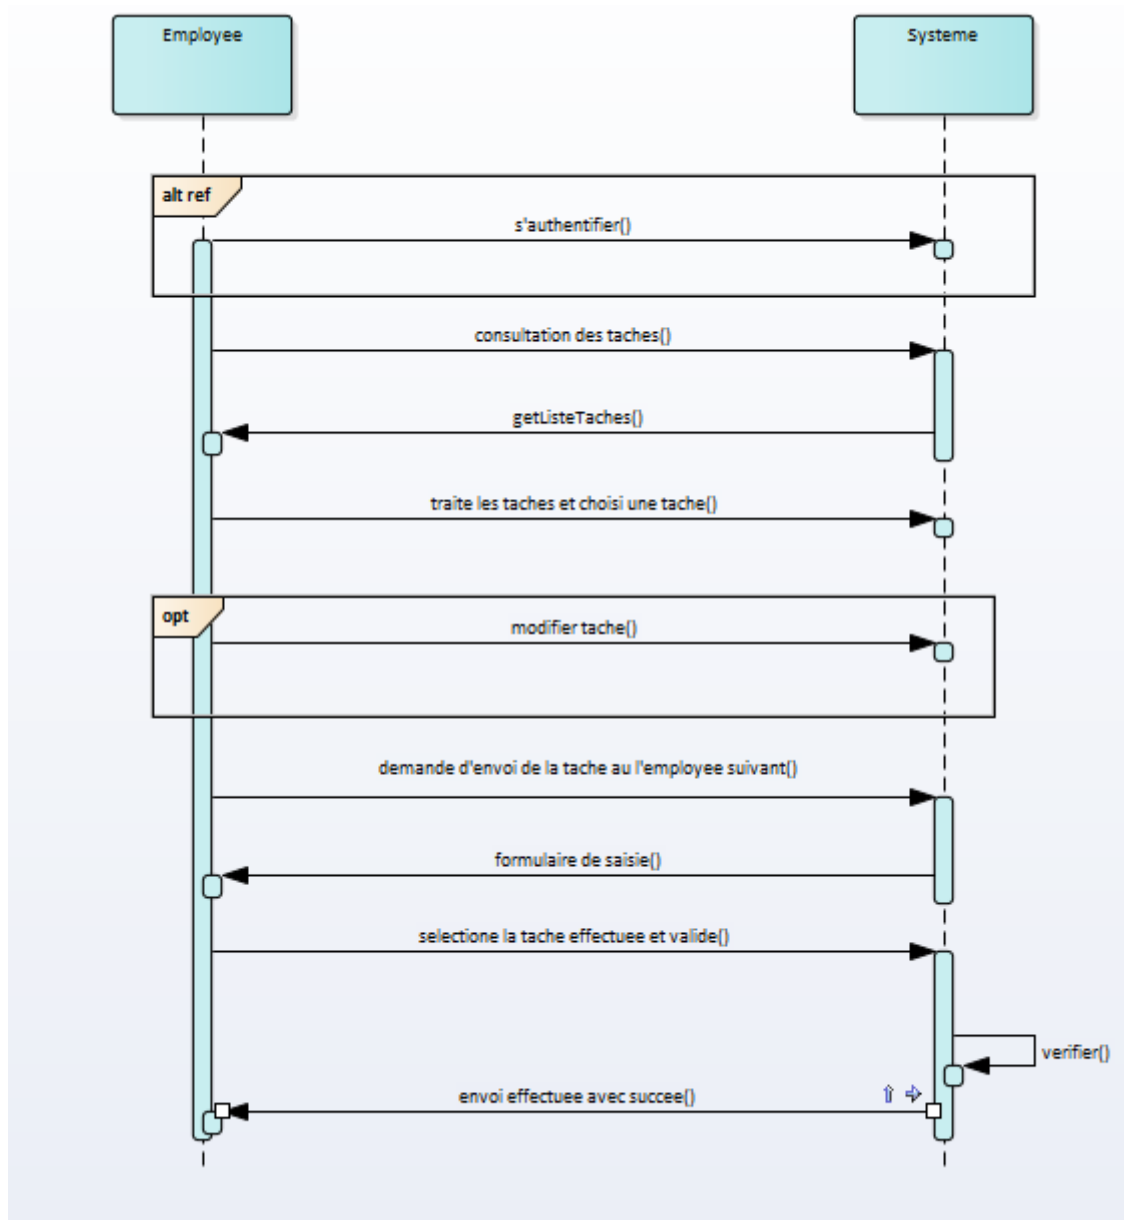 Employee
Systeme
alt ref
s'authentifier()
consultation des taches()
getListeTaches()
traite les taches et choisi une tache()
opt
modifier tache()
demande d'envoi de la tache au l'employee suivant()
formulaire de saisie()
selectione la tache effectuee et valide()
verifier()
envoi effectuee avec succee()